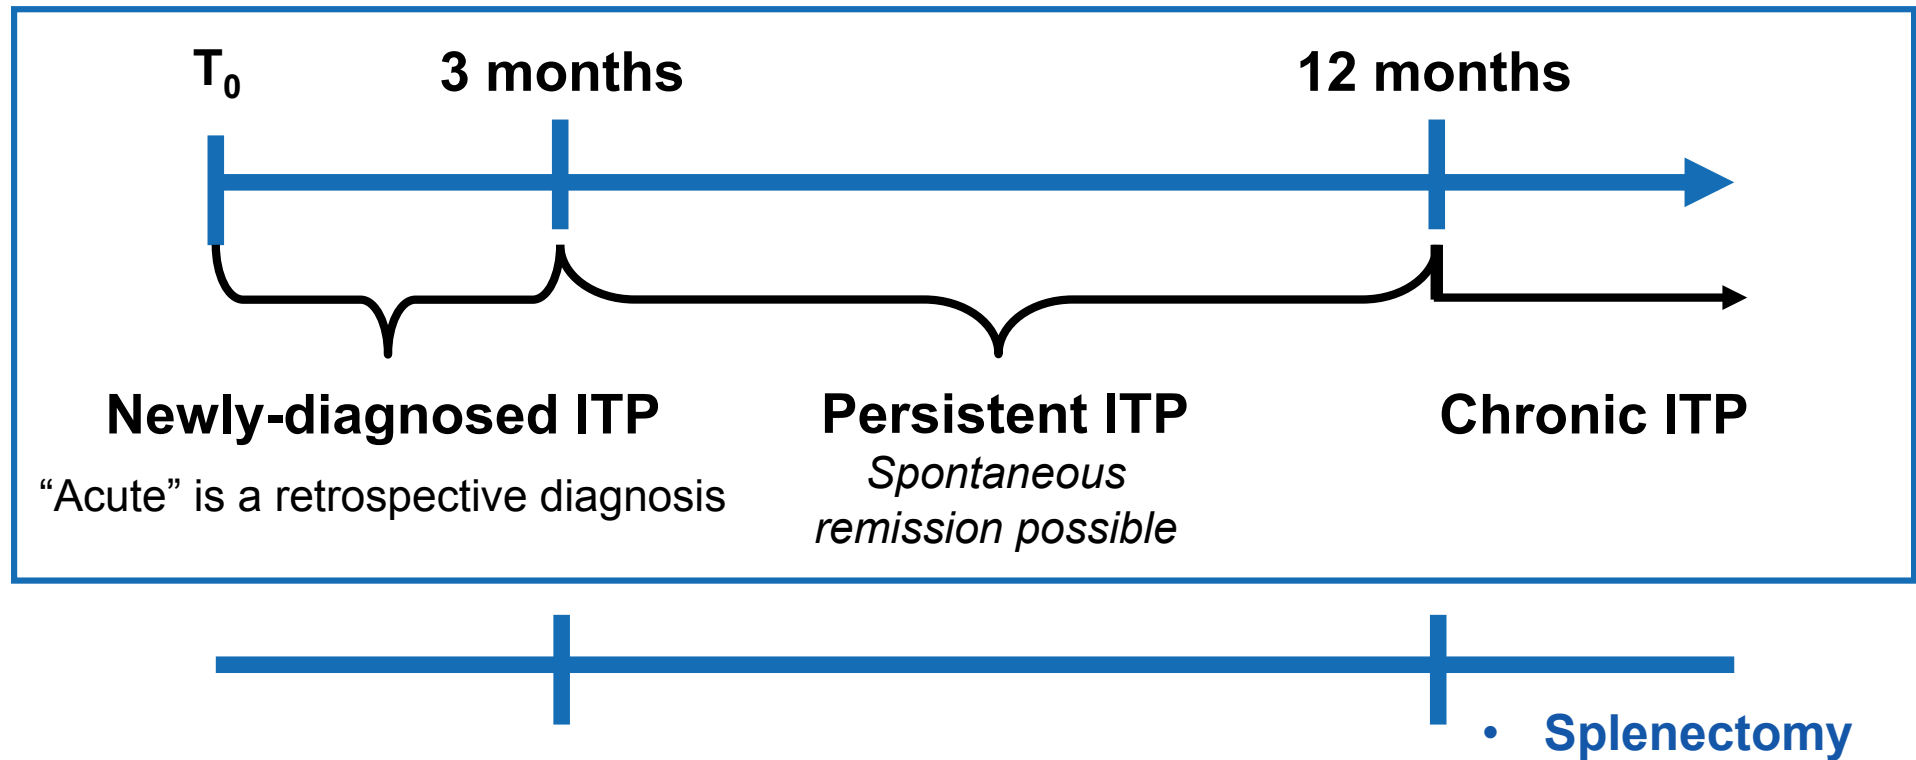 T₀ 3 months 12 months
Newly-diagnosed ITP Persistent ITP Chronic ITP
“Acute” is a retrospective diagnosis
Spontaneous
remission possible
• Splenectomy